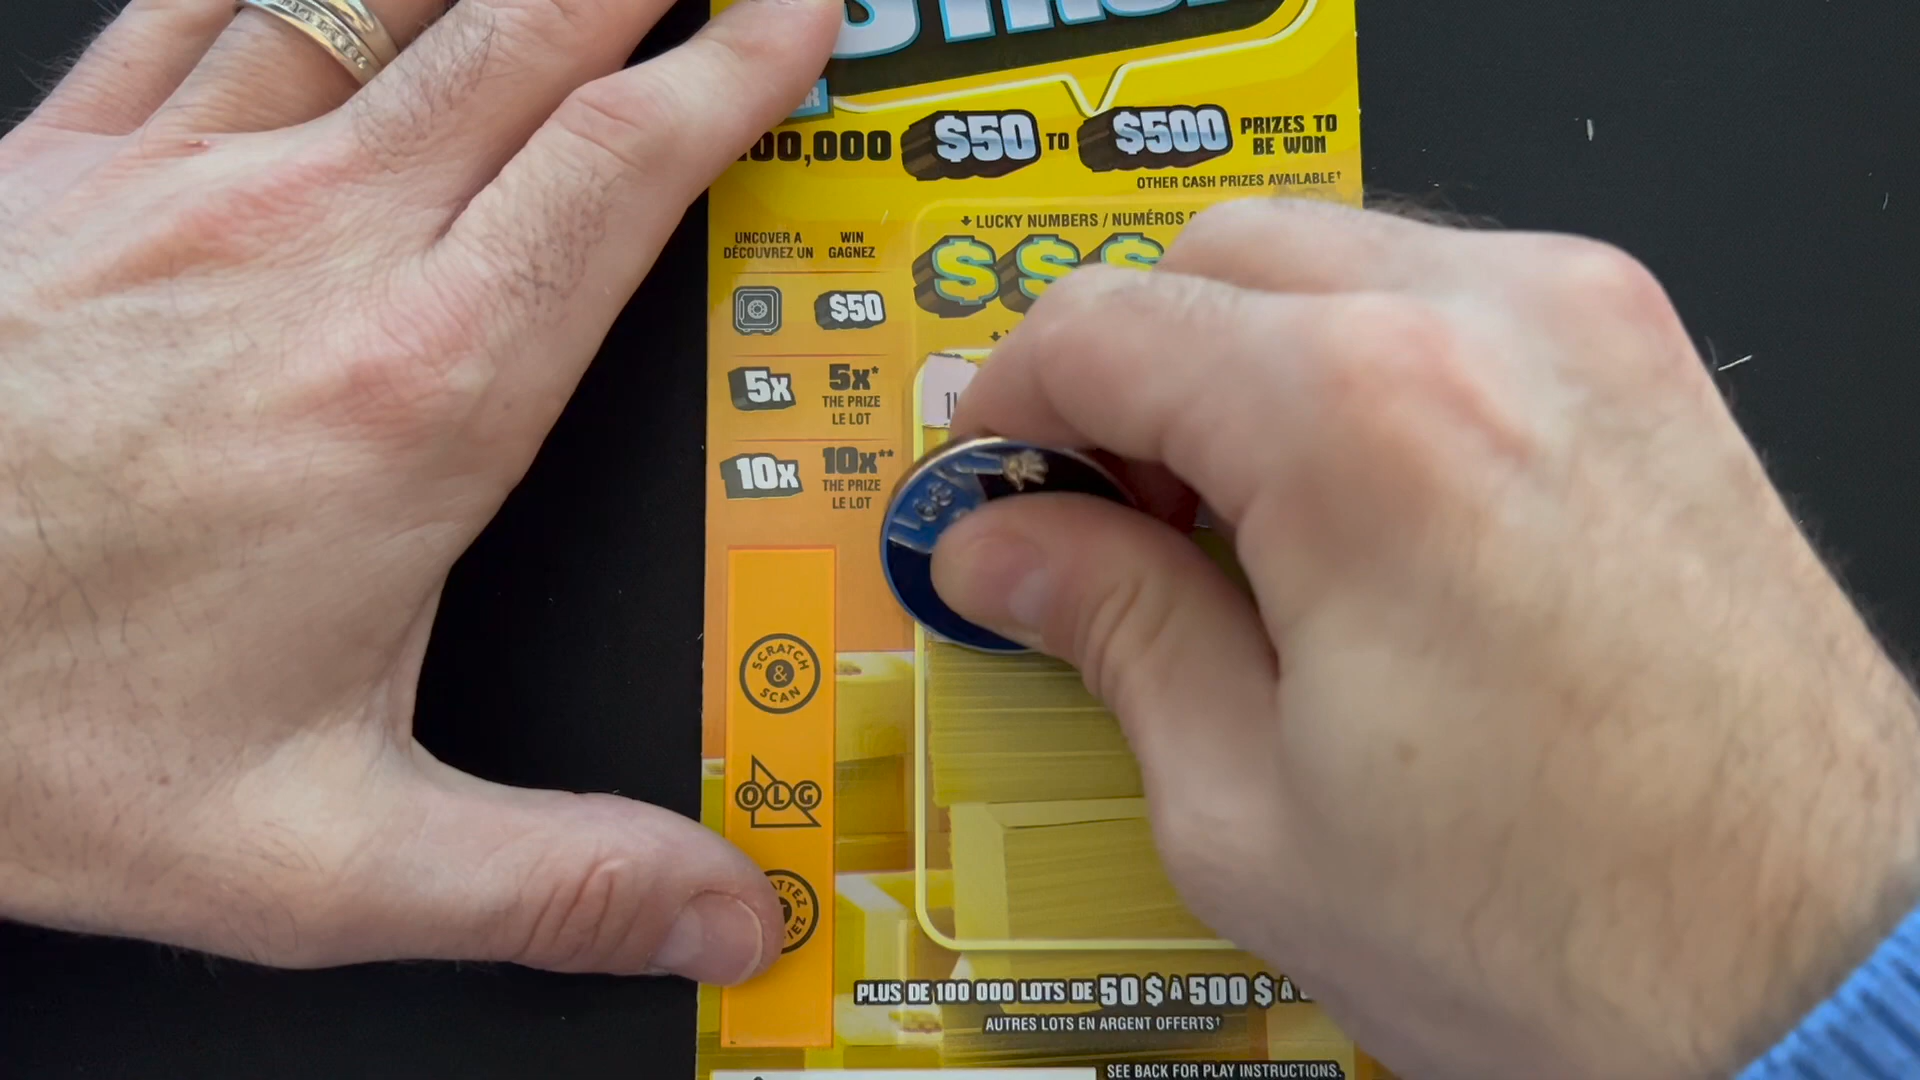 $50 TO $500 PRIZES TO
BE WON
OTHER CASH PRIZES AVAILABLE†
LUCKY NUMBERS / NUMÉROS
UNCOVER A
DÉCOUVREZ UN
WIN
GAGNEZ
$ $ $
$50
5X 5X*
THE PRIZE
LE LOT
10X 10X**
THE PRIZE
LE LOT
SCRATCH
&
SCAN
OLG
PLUS DE 100 000 LOTS DE 50 $ À 500 $ À
AUTRES LOTS EN ARGENT OFFERTS†
SEE BACK FOR PLAY INSTRUCTIONS.